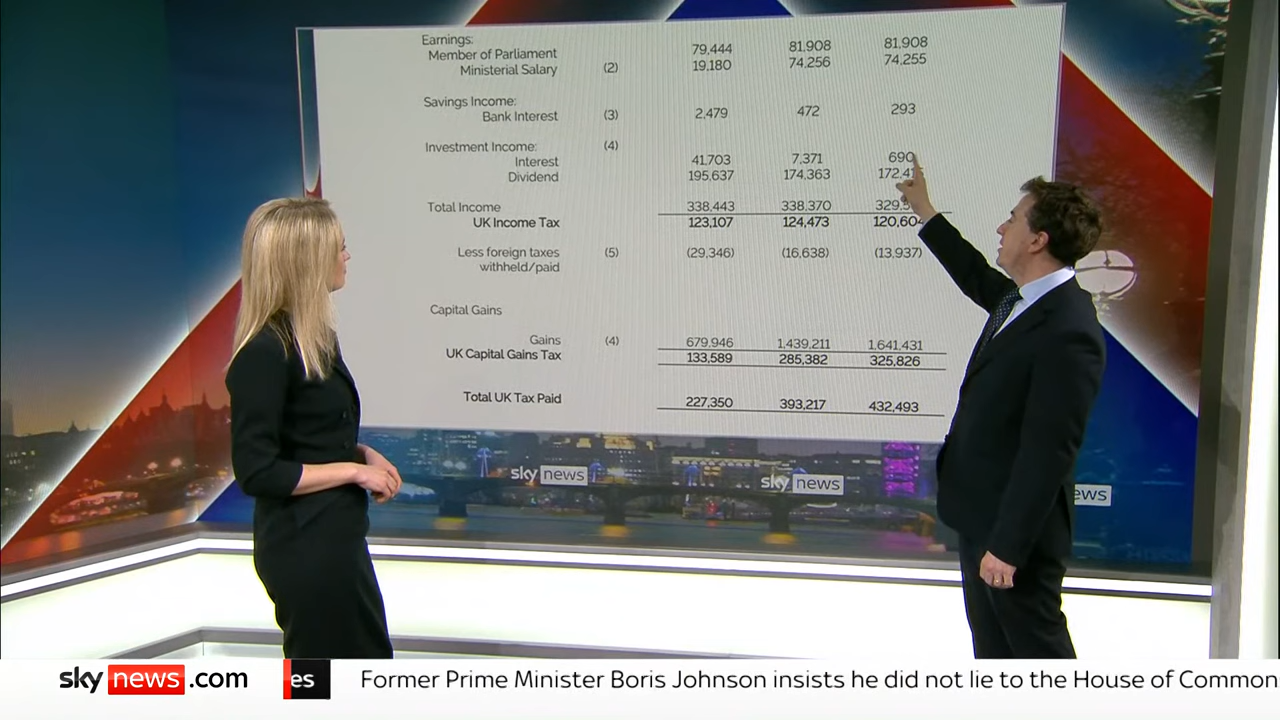 Earnings:
Member of Parliament 79,444 81,908 81,908
Ministerial Salary (2) 19,180 74,256 74,255
Savings Income:
Bank Interest (3) 2,479 472 293
Investment Income: (4)
Interest 41,703 7,371 690
Dividend 195,637 174,363
Total Income 338,443 338,370
UK Income Tax 123,107 124,473 120,604
Less foreign taxes (5) (29,346) (16,638) (13,937)
withheld/paid
Capital Gains
Gains (4) 679,946 1,439,211 1,641,431
UK Capital Gains Tax 133,589 285,382 325,826
Total UK Tax Paid 227,350 393,217 432,493
sky news
sky news
ews
sky news.com
es Former Prime Minister Boris Johnson insists he did not lie to the House of Common